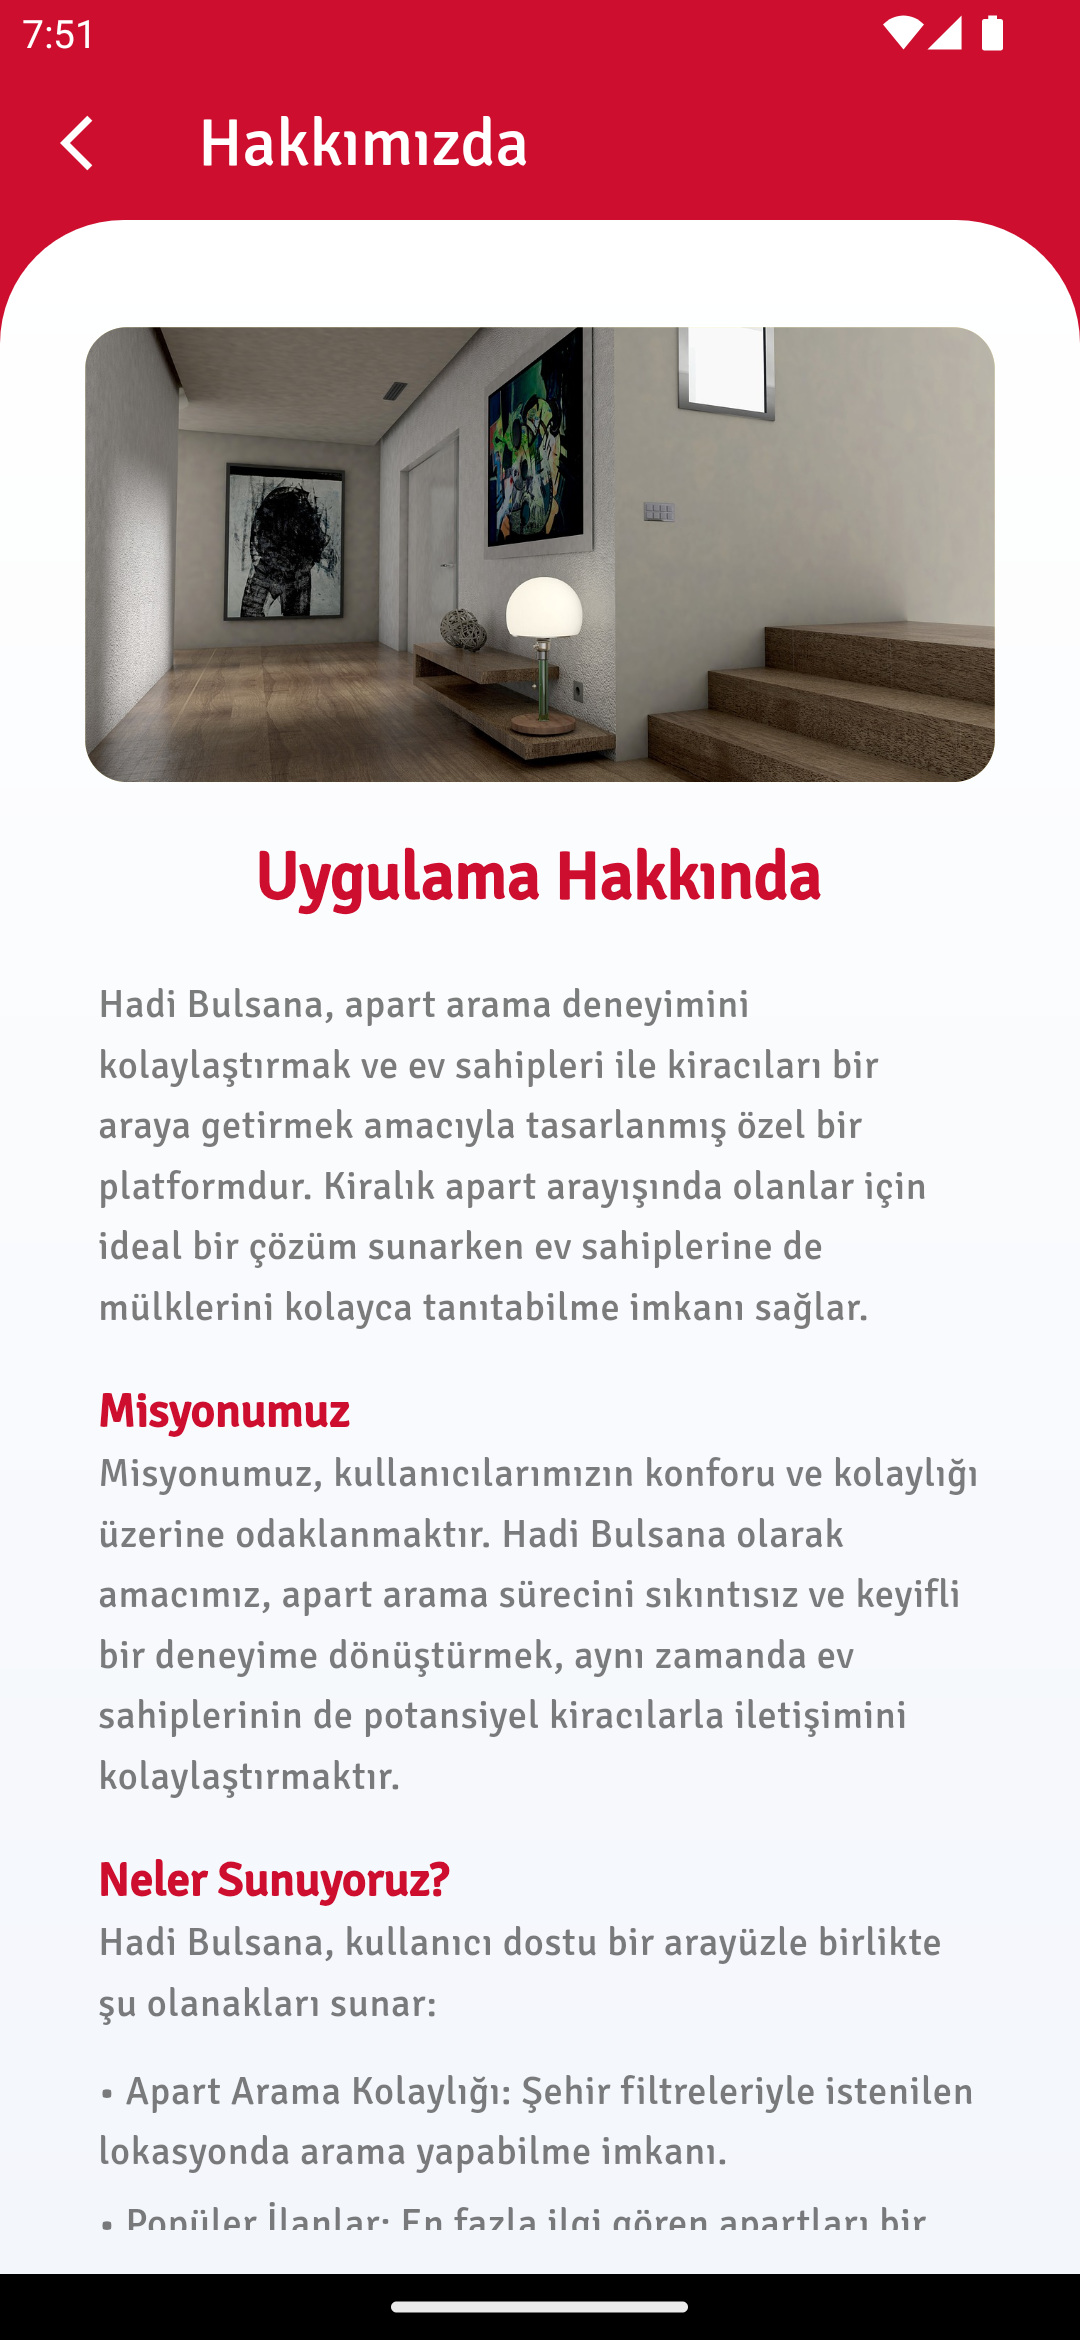 7:51
Hakkımızda
Uygulama Hakkında
Hadi Bulsana, apart arama deneyimini
kolaylaştırmak ve ev sahipleri ile kiracıları bir
araya getirmek amacıyla tasarlanmış özel bir
platformdur. Kiralık apart arayışında olanlar için
ideal bir çözüm sunarken ev sahiplerine de
mülklerini kolayca tanıtabilme imkanı sağlar.
Misyonumuz
Misyonumuz, kullanıcılarımızın konforu ve kolaylığı
üzerine odaklanmaktır. Hadi Bulsana olarak
amacımız, apart arama sürecini sıkıntısız ve keyifli
bir deneyime dönüştürmek, aynı zamanda ev
sahiplerinin de potansiyel kiracılarla iletişimini
kolaylaştırmaktır.
Neler Sunuyoruz?
Hadi Bulsana, kullanıcı dostu bir arayüzle birlikte
şu olanakları sunar:
• Apart Arama Kolaylığı: Şehir filtreleriyle istenilen
lokasyonda arama yapabilme imkanı.
• Popüler İlanlar: En fazla ilgi gören apartları bir